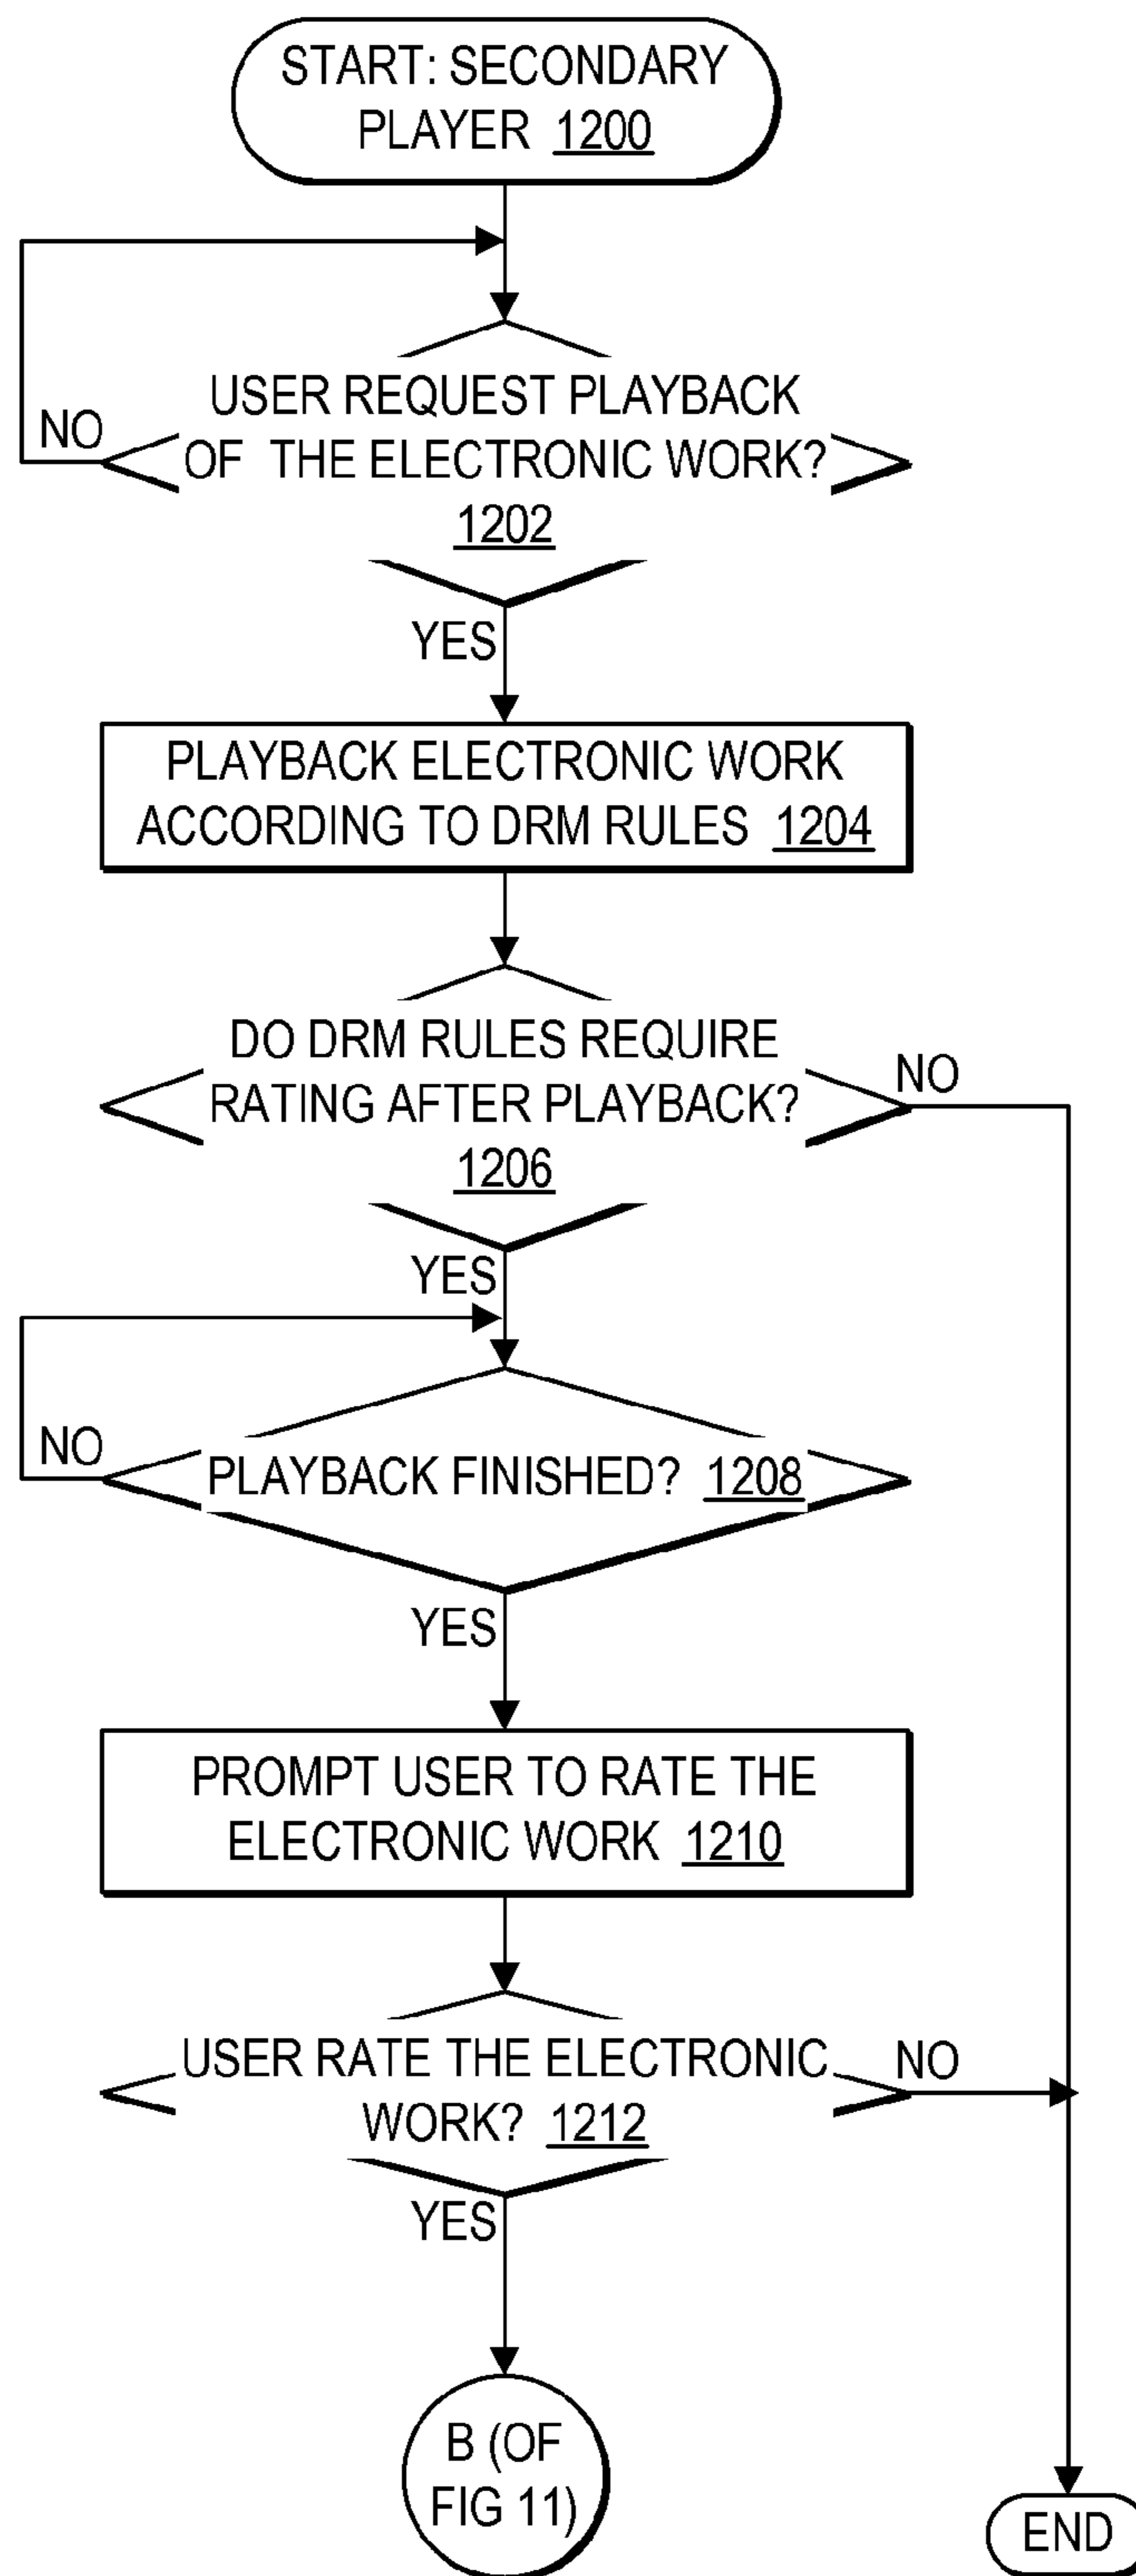 START: SECONDARY
PLAYER 1200
USER REQUEST PLAYBACK
NO
OF THE ELECTRONIC WORK?
1202
YES
PLAYBACK ELECTRONIC WORK
ACCORDING TO DRM RULES 1204
DO DRM RULES REQUIRE
NO
RATING AFTER PLAYBACK?
1206
YES
NO
PLAYBACK FINISHED? 1208
YES
PROMPT USER TO RATE THE
ELECTRONIC WORK 1210
USER RATE THE ELECTRONIC
NO
WORK? 1212
YES
B (OF
FIG 11)
END